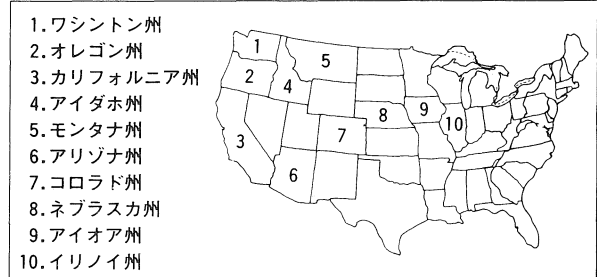 1.ワシントン州
2.オレゴン州
3.カリフォルニア州
4.アイダホ州
5.モンタナ州
6.アリゾナ州
7.コロラド州
8.ネブラスカ州
9.アイオア州
10.イリノイ州
1
5
2
4
8
9
10
3
7
6